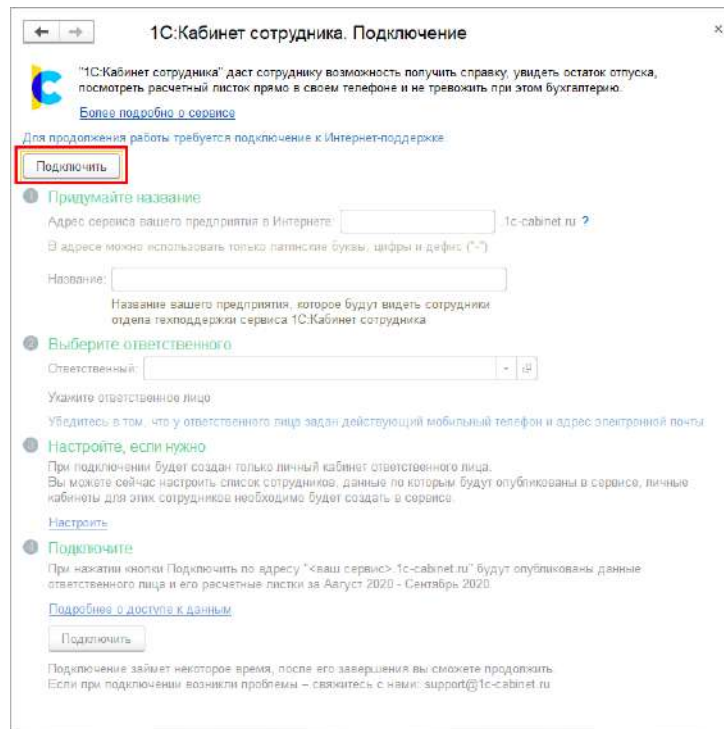 1С:Кабинет сотрудника. Подключение
"1С:Кабинет сотрудника" даст сотруднику возможность получить справку, увидеть остаток отпуска,
посмотреть расчетный листок прямо в своем телефоне и не тревожить при этом бухгалтерию.
Более подробно о сервисе
Для продолжения работы требуется подключение к Интернет-поддержке
Подключить
1 Придумайте название
Адрес сервиса вашего предприятия в Интернете: .1c-cabinet.ru ?
В адресе можно использовать только латинские буквы, цифры и дефис ("-")
Название:
Название вашего предприятия, которое будут видеть сотрудники
отдела техподдержки сервиса 1С:Кабинет сотрудника
2 Выберите ответственного
Ответственный:
Укажите ответственное лицо
Убедитесь в том, что у ответственного лица задан действующий мобильный телефон и адрес электронной почты
3 Настройте, если нужно
При подключении будет создан только личный кабинет ответственного лица.
Вы можете сейчас настроить список сотрудников, данные по которым будут опубликованы в сервисе, личные
кабинеты для этих сотрудников необходимо будет создать в сервисе.
Настроить
4 Подключите
При нажатии кнопки Подключить по адресу "<ваш сервис>.1c-cabinet.ru" будут опубликованы данные
ответственного лица и его расчетные листки за Август 2020 - Сентябрь 2020.
Подробнее о доступе к данным
Подключить
Подключение займет некоторое время, после его завершения вы сможете продолжить.
Если при подключении возникли проблемы – свяжитесь с нами: support@1c-cabinet.ru